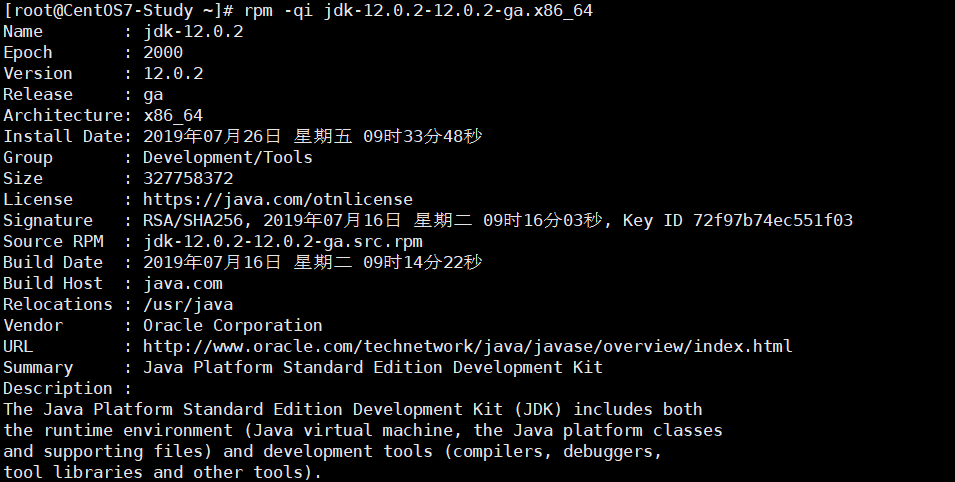 [root@CentOS7-Study ~]# rpm -qi jdk-12.0.2-12.0.2-ga.x86_64
Name        : jdk-12.0.2
Epoch       : 2000
Version     : 12.0.2
Release     : ga
Architecture: x86_64
Install Date: 2019年07月26日 星期五 09时33分48秒
Group       : Development/Tools
Size        : 327758372
License     : https://java.com/otnlicense
Signature   : RSA/SHA256, 2019年07月16日 星期二 09时16分03秒, Key ID 72f97b74ec551f03
Source RPM  : jdk-12.0.2-12.0.2-ga.src.rpm
Build Date  : 2019年07月16日 星期二 09时14分22秒
Build Host  : java.com
Relocations : /usr/java
Vendor      : Oracle Corporation
URL         : http://www.oracle.com/technetwork/java/javase/overview/index.html
Summary     : Java Platform Standard Edition Development Kit
Description :
The Java Platform Standard Edition Development Kit (JDK) includes both
the runtime environment (Java virtual machine, the Java platform classes
and supporting files) and development tools (compilers, debuggers,
tool libraries and other tools).